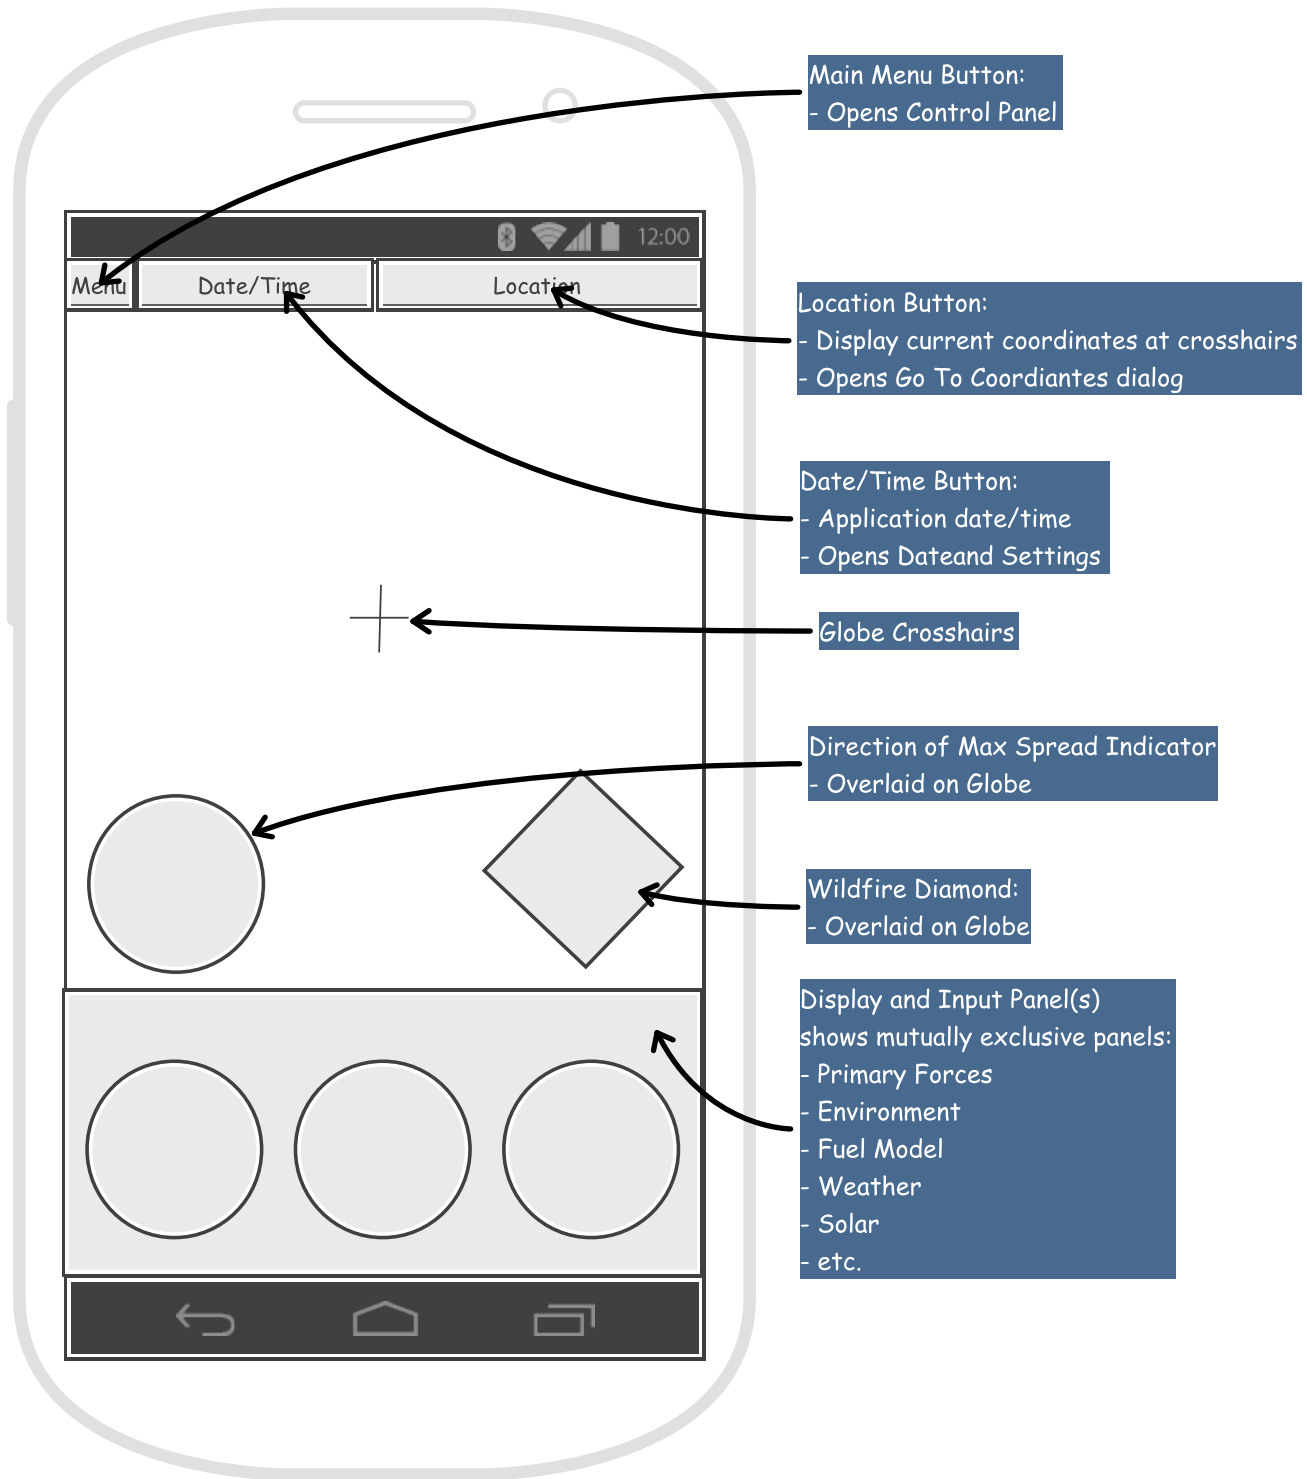 Main Menu Button:
- Opens Control Panel
12:00
Menu
Date/Time
Location
Location Button:
- Display current coordinates at crosshairs
- Opens Go To Coordiantes dialog
Date/Time Button:
- Application date/time
- Opens Dateand Settings
Globe Crosshairs
Direction of Max Spread Indicator
- Overlaid on Globe
Wildfire Diamond:
- Overlaid on Globe
Display and Input Panel(s)
shows mutually exclusive panels:
- Primary Forces
- Environment
- Fuel Model
- Weather
- Solar
- etc.